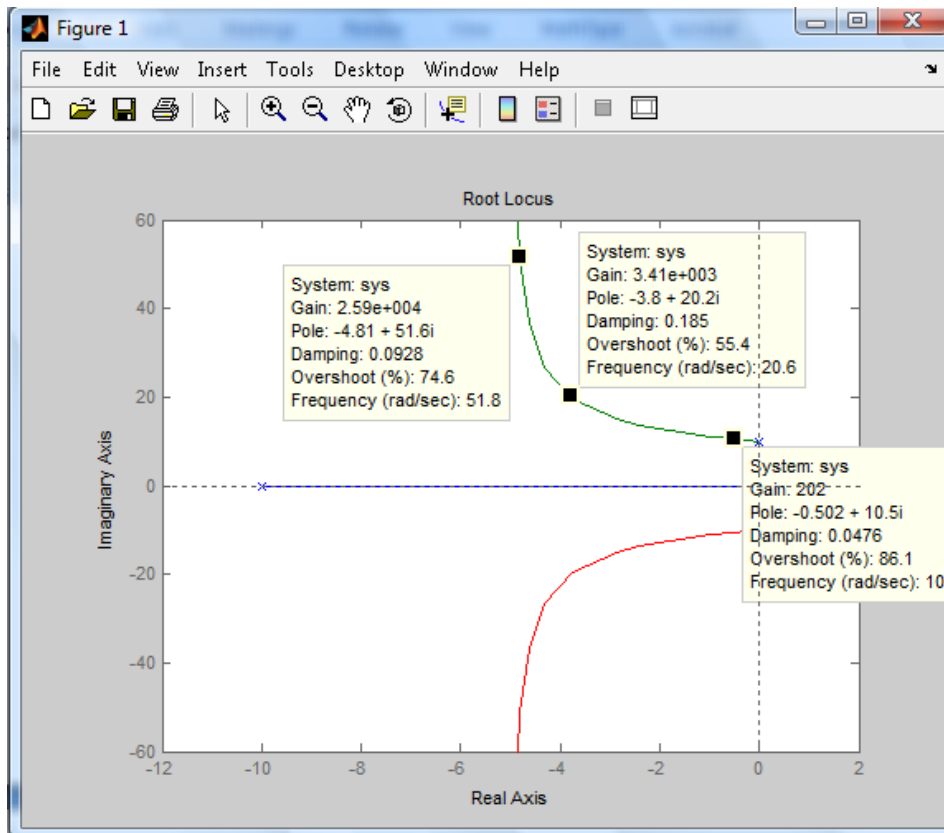 Figure 1
File Edit View Insert Tools Desktop Window Help
Root Locus
60
40
20
0
-20
-40
-60
Imaginary Axis
System: sys
Gain: 2.59e+004
Pole: -4.81 + 51.6i
Damping: 0.0928
Overshoot (%): 74.6
Frequency (rad/sec): 51.8
System: sys
Gain: 3.41e+003
Pole: -3.8 + 20.2i
Damping: 0.185
Overshoot (%): 55.4
Frequency (rad/sec): 20.6
System: sys
Gain: 202
Pole: -0.502 + 10.5i
Damping: 0.0476
Overshoot (%): 86.1
Frequency (rad/sec): 10
-12 -10 -8 -6 -4 -2 0 2
Real Axis